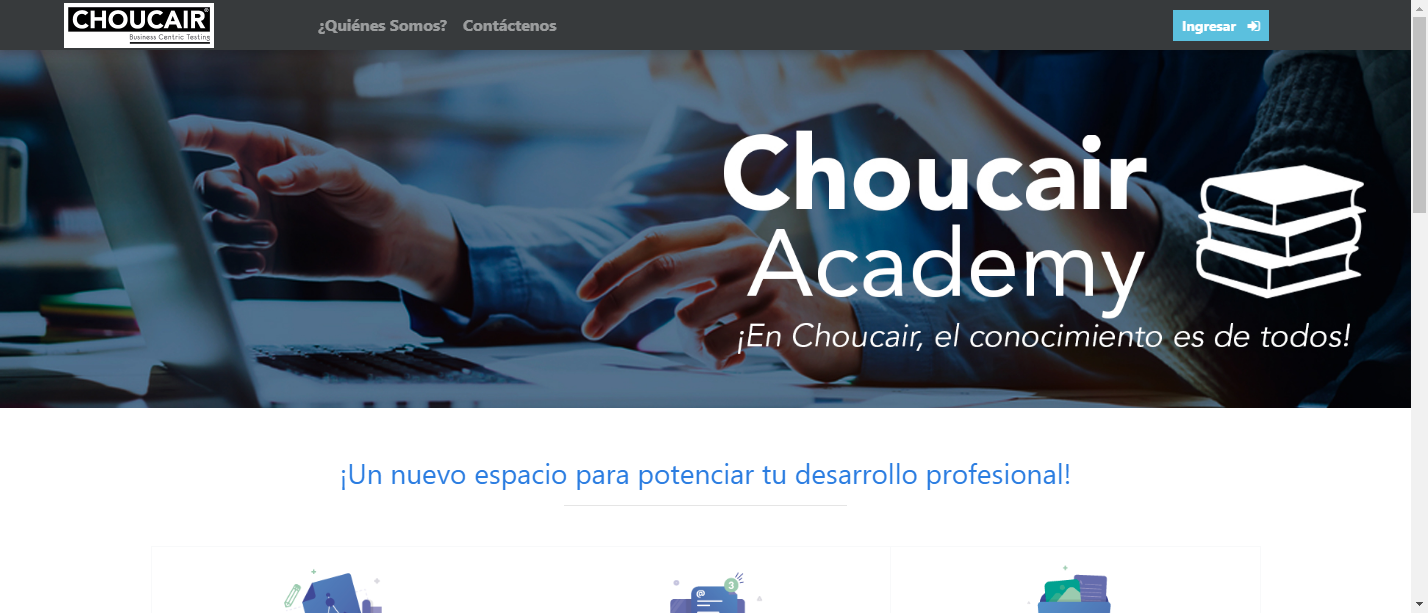 CHOUCAIR®
Business Centric Testing
¿Quiénes Somos?
Contáctenos
Ingresar
Choucair
Academy
¡En Choucair, el conocimiento es de todos!
¡Un nuevo espacio para potenciar tu desarrollo profesional!
@
3